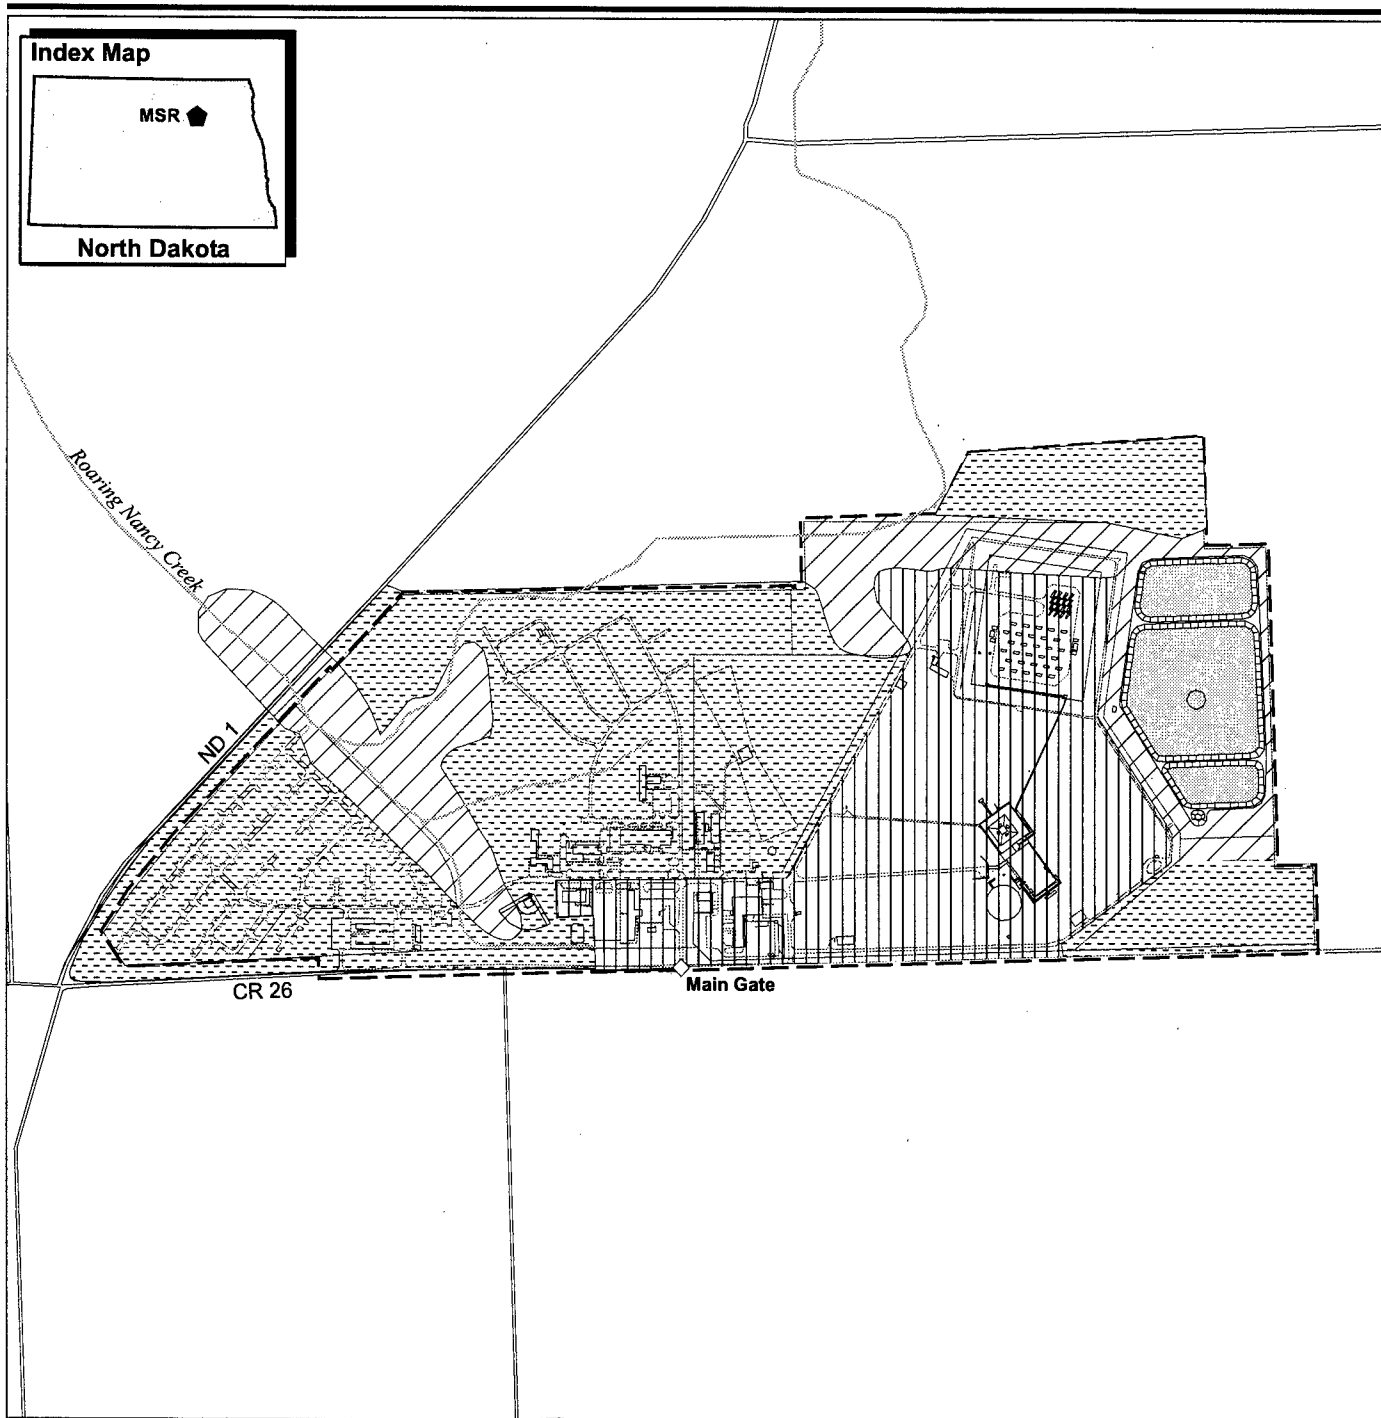 Index Map
MSR
North Dakota
Roaring Nancy Creek
ND 1
CR 26
Main Gate